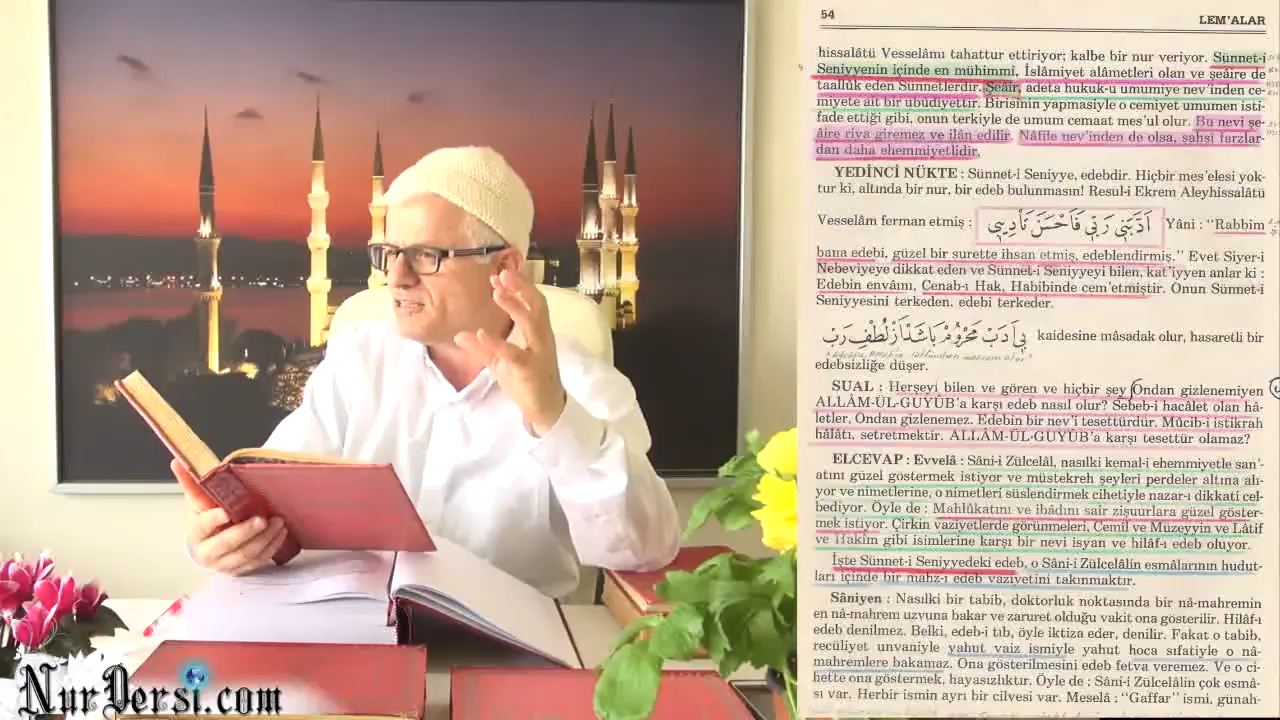 54
LEM'ALAR
hissalâtü Vesselâmı tahattur ettiriyor; kalbe bir nur veriyor. Sünnet-i
Seniyyenin içinde en mühimmi, İslâmiyet alâmetleri olan ve şeâire de
taallûk eden Sünnetlerdir. Şeâir, adeta hukuk-u umumiye nev'inden ce-
miyete ait bir ubûdiyettir. Birisinin yapmasiyle o cemiyet umumen isti-
fade ettiği gibi, onun terkiyle de umum cemaat mes'ul olur. Bu nevi şe-
âire riya giremez ve ilân edilir. Nâfile nev'inden de olsa, şahsî farzlar-
dan daha ehemmiyetlidir.
YEDİNCİ NÜKTE : Sünnet-i Seniyye, edebdir. Hiçbir mes'elesi yok-
tur ki, altında bir nur, bir edeb bulunmasın! Resul-i Ekrem Aleyhissalâtü
Vesselâm ferman etmiş : اَدَّبَنِى رَبِّى فَاَحْسَنَ تَاْدِيبِى Yâni : "Rabbim
bana edebi, güzel bir surette ihsan etmiş, edeblendirmiş." Evet Siyer-i
Nebeviyeye dikkat eden ve Sünnet-i Seniyyeyi bilen, kat'iyyen anlar ki :
Edebin envâını, Cenab-ı Hak, Habibinde cem'etmiştir. Onun Sünnet-i
Seniyyesini terkeden, edebi terkeder.
بِى اَدَبْ مَحْرُومْ بَاشَدْ اَزْ لُطْفِ رَبْ kaidesine mâsadak olur, hasaretli bir
edebsizliğe düşer.
SUAL : Herşeyi bilen ve gören ve hiçbir şey Ondan gizlenemiyen
ALLÂM-ÜL-GUYÛB'a karşı edeb nasıl olur? Sebeb-i hacâlet olan hâ-
letler, Ondan gizlenemez. Edebin bir nev'i tesettürdür. Mûcib-i istikrah
hâlâtı, setretmektir. ALLÂM-ÜL-GUYÛB'a karşı tesettür olamaz?
ELCEVAP : Evvelâ : Sâni-i Zülcelâl, nasılki kemal-i ehemmiyetle san'-
atını güzel göstermek istiyor ve müstekreh şeyleri perdeler altına alı-
yor ve nimetlerine, o nimetleri süslendirmek cihetiyle nazar-ı dikkati cel-
bediyor. Öyle de : Mahlûkatını ve ibâdını sair zişuurlara güzel göster-
mek istiyor. Çirkin vaziyetlerde görünmeleri, Cemîl ve Müzeyyin ve Lâtif
ve Hakîm gibi isimlerine karşı bir nevi isyan ve hilâf-ı edeb oluyor.
İşte Sünnet-i Seniyyedeki edeb, o Sâni-i Zülcelâlin esmâlarının hudut-
ları içinde bir mahz-ı edeb vaziyetini takınmaktır.
Sâniyen : Nasılki bir tabib, doktorluk noktasında bir nâ-mahremin
en nâ-mahrem uzvuna bakar ve zaruret olduğu vakit ona gösterilir. Hilâf-ı
edeb denilmez. Belki, edeb-i tıb, öyle iktiza eder, denilir. Fakat o tabib,
recüliyet unvaniyle yahut vaiz ismiyle yahut hoca sıfatiyle o nâ-
mahremlere bakamaz. Ona gösterilmesini edeb fetva veremez. Ve o ci-
hette ona göstermek, hayasızlıktır. Öyle de : Sâni-i Zülcelâlin çok esmâ-
sı var. Herbir ismin ayrı bir cilvesi var. Meselâ : "Gaffar" ismi, günah-
NurDersi.com